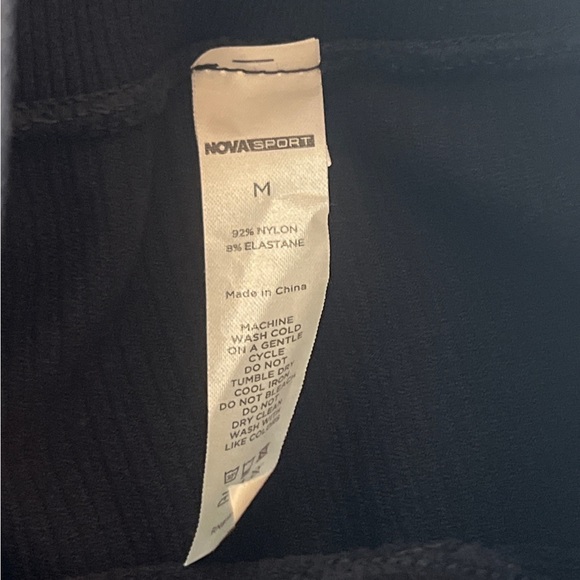 NOVA SPORT
M
92% NYLON
8% ELASTANE
Made in China
MACHINE
WASH COLD
ON A GENTLE
CYCLE
DO NOT
TUMBLE DRY
COOL IRON
DO NOT BLEACH
DO NOT
DRY CLEAN
WASH WITH
LIKE COLORS